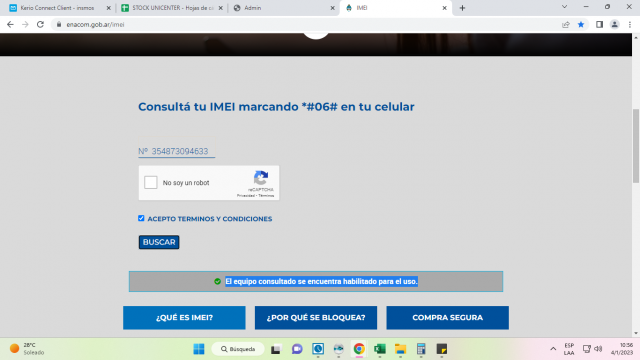 Kerio Connect Client - insmos
STOCK UNICENTER - Hojas de cá
Admin
IMEI
enacom.gob.ar/imei
Consultá tu IMEI marcando *#06# en tu celular
Nº 354873094633
No soy un robot
reCAPTCHA
Privacidad - Términos
ACEPTO TERMINOS Y CONDICIONES
BUSCAR
El equipo consultado se encuentra habilitado para el uso.
¿QUÉ ES IMEI?
¿POR QUÉ SE BLOQUEA?
COMPRA SEGURA
28°C
Soleado
Búsqueda
ESP
LAA
10:56
4/1/2023